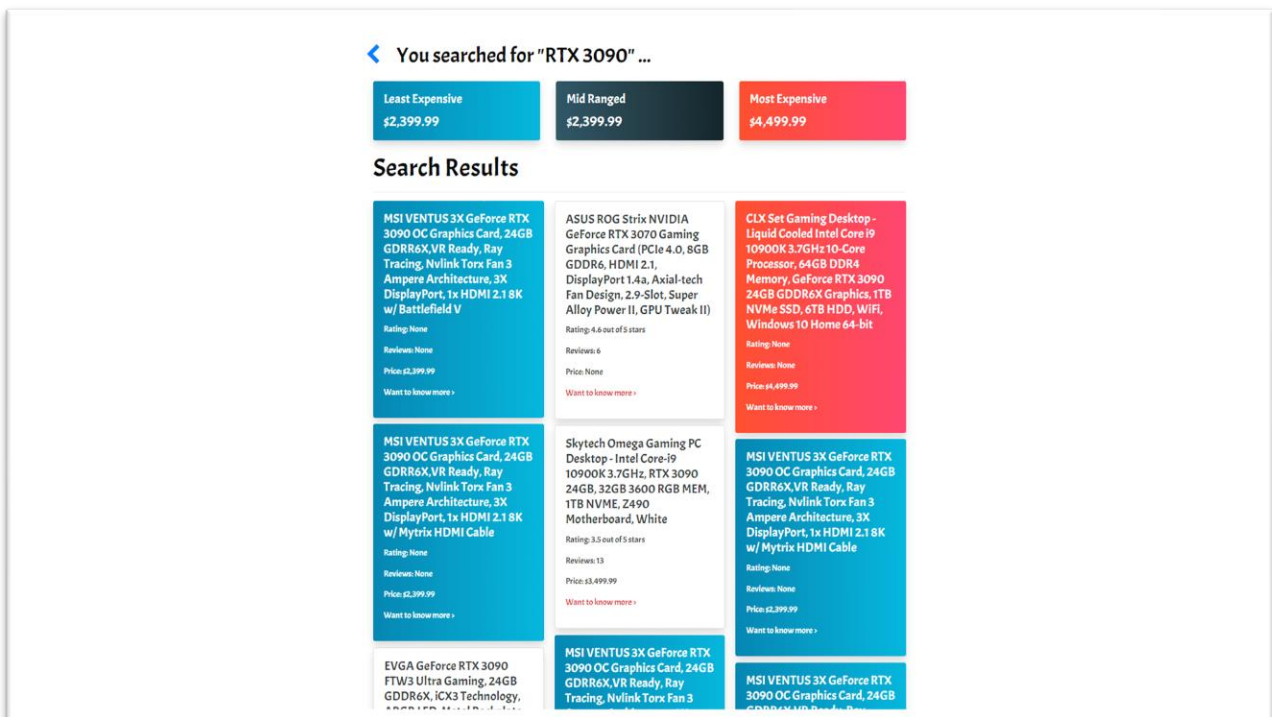 You searched for "RTX 3090" ...
Least Expensive
$2,399.99
Mid Ranged
$2,399.99
Most Expensive
$4,499.99
Search Results
MSI VENTUS 3X GeForce RTX
3090 OC Graphics Card, 24GB
GDRR6X,VR Ready, Ray
Tracing, Nvlink Torx Fan 3
Ampere Architecture, 3X
DisplayPort, 1x HDMI 2.1 8K
w/ Battlefield V
Rating: None
Reviews: None
Price: $2,399.99
Want to know more ›
MSI VENTUS 3X GeForce RTX
3090 OC Graphics Card, 24GB
GDRR6X,VR Ready, Ray
Tracing, Nvlink Torx Fan 3
Ampere Architecture, 3X
DisplayPort, 1x HDMI 2.1 8K
w/ Mytrix HDMI Cable
Rating: None
Reviews: None
Price: $2,399.99
Want to know more ›
EVGA GeForce RTX 3090
FTW3 Ultra Gaming, 24GB
GDDR6X, iCX3 Technology,
ASUS ROG Strix NVIDIA
GeForce RTX 3070 Gaming
Graphics Card (PCIe 4.0, 8GB
GDDR6, HDMI 2.1,
DisplayPort 1.4a, Axial-tech
Fan Design, 2.9-Slot, Super
Alloy Power II, GPU Tweak II)
Rating: 4.6 out of 5 stars
Reviews: 6
Price: None
Want to know more ›
Skytech Omega Gaming PC
Desktop - Intel Core-i9
10900K 3.7GHz, RTX 3090
24GB, 32GB 3600 RGB MEM,
1TB NVME, Z490
Motherboard, White
Rating: 3.5 out of 5 stars
Reviews: 13
Price: $3,499.99
Want to know more ›
MSI VENTUS 3X GeForce RTX
3090 OC Graphics Card, 24GB
GDRR6X,VR Ready, Ray
Tracing, Nvlink Torx Fan 3
CLX Set Gaming Desktop -
Liquid Cooled Intel Core i9
10900K 3.7GHz 10-Core
Processor, 64GB DDR4
Memory, GeForce RTX 3090
24GB GDDR6X Graphics, 1TB
NVMe SSD, 6TB HDD, WiFi,
Windows 10 Home 64-bit
Rating: None
Reviews: None
Price: $4,499.99
Want to know more ›
MSI VENTUS 3X GeForce RTX
3090 OC Graphics Card, 24GB
GDRR6X,VR Ready, Ray
Tracing, Nvlink Torx Fan 3
Ampere Architecture, 3X
DisplayPort, 1x HDMI 2.1 8K
w/ Mytrix HDMI Cable
Rating: None
Reviews: None
Price: $2,399.99
Want to know more ›
MSI VENTUS 3X GeForce RTX
3090 OC Graphics Card, 24GB